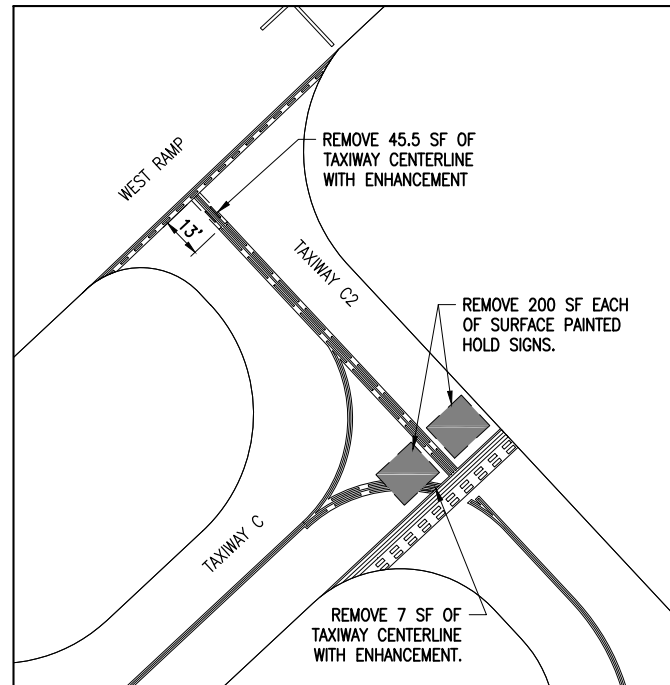 REMOVE 45.5 SF OF
TAXIWAY CENTERLINE
WITH ENHANCEMENT
WEST RAMP
13'
TAXIWAY C2
REMOVE 200 SF EACH
OF SURFACE PAINTED
HOLD SIGNS.
TAXIWAY C
REMOVE 7 SF OF
TAXIWAY CENTERLINE
WITH ENHANCEMENT.